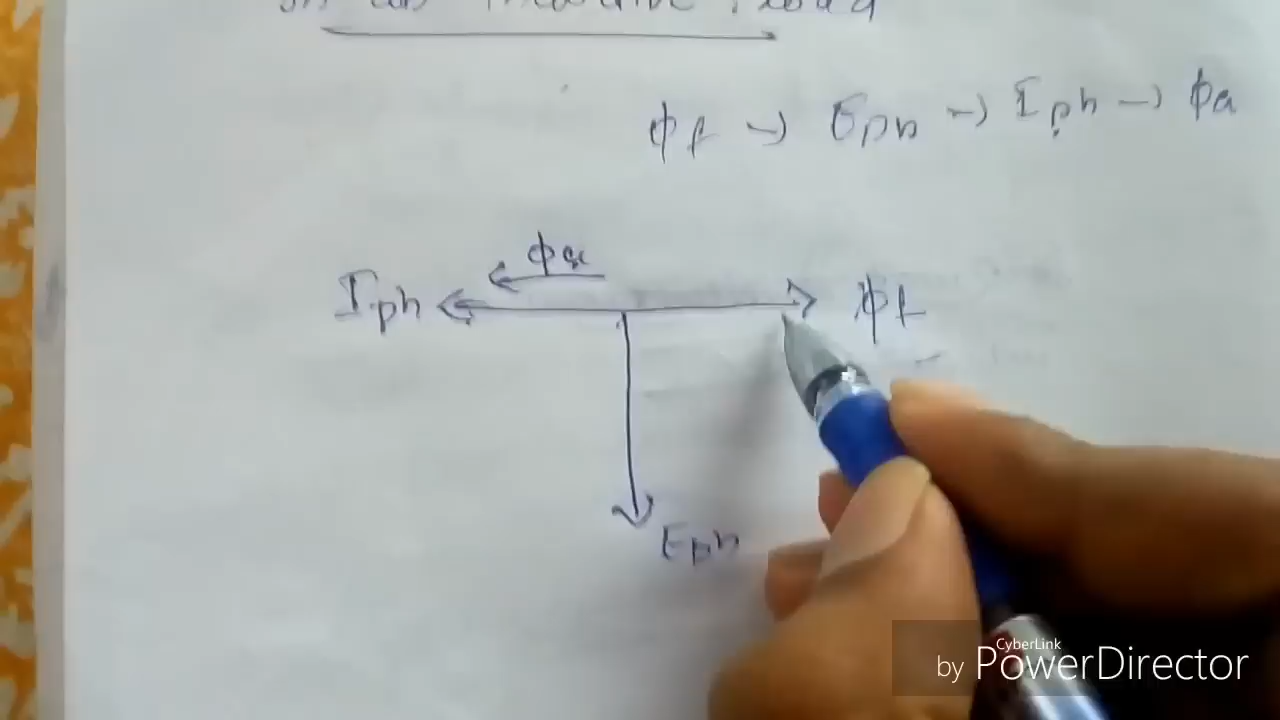 Φf → Eph → Iph → Φa
Φa
Iph
Φf
Eph
CyberLink
by PowerDirector